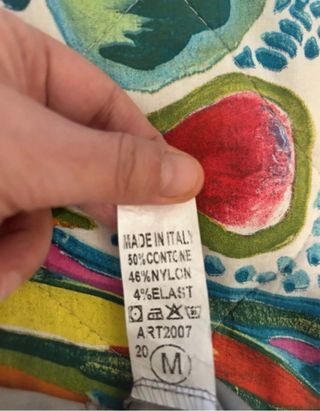 MADE IN ITALY
50% CONTONE
46% NYLON
4% ELAST
ART2007
20 M